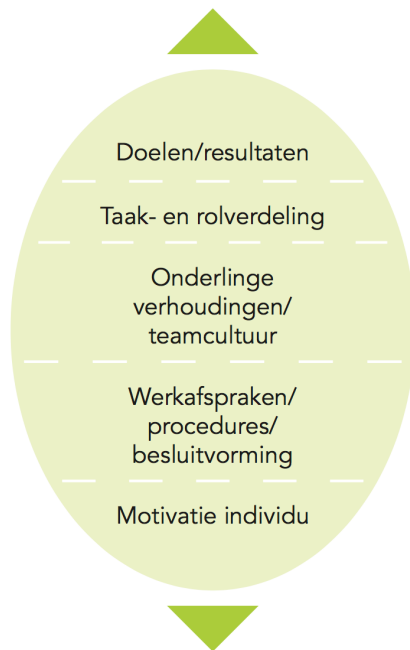 Doelen/resultaten
Taak- en rolverdeling
Onderlinge
verhoudingen/
teamcultuur
Werkafspraken/
procedures/
besluitvorming
Motivatie individu